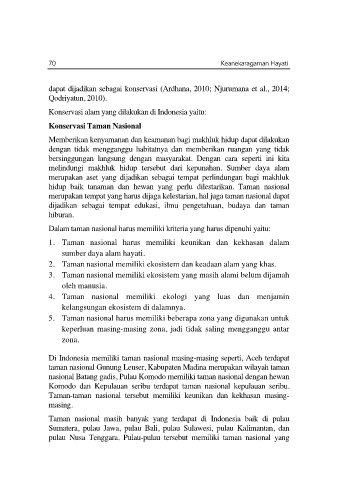 70 Keanekaragaman Hayati
dapat dijadikan sebagai konservasi (Ardhana, 2010; Njurumana et al., 2014;
Qodriyatun, 2010).
Konservasi alam yang dilakukan di Indonesia yaitu:
Konservasi Taman Nasional
Memberikan kenyamanan dan keamanan bagi makhluk hidup dapat dilakukan
dengan tidak mengganggu habitatnya dan memberikan ruangan yang tidak
bersinggungan langsung dengan masyarakat. Dengan cara seperti ini kita
melindungi makhluk hidup tersebut dari kepunahan. Sumber daya alam
merupakan aset yang dijadikan sebagai tempat perlindungan bagi makhluk
hidup baik tanaman dan hewan yang perlu dilestarikan. Taman nasional
merupakan tempat yang harus dijaga kelestarian, hal juga taman nasional dapat
dijadikan sebagai tempat edukasi, ilmu pengetahuan, budaya dan taman
hiburan.
Dalam taman nasional harus memiliki kriteria yang harus dipenuhi yaitu:
1. Taman nasional harus memiliki keunikan dan kekhasan dalam
sumber daya alam hayati.
2. Taman nasional memiliki ekosistem dan keadaan alam yang khas.
3. Taman nasional memiliki ekosistem yang masih alami belum dijamah
oleh manusia.
4. Taman nasional memiliki ekologi yang luas dan menjamin
kelangsungan ekosistem di dalamnya.
5. Taman nasional harus memiliki beberapa zona yang digunakan untuk
keperluan masing-masing zona, jadi tidak saling mengganggu antar
zona.
Di Indonesia memiliki taman nasional masing-masing seperti, Aceh terdapat
taman nasional Gunung Leuser, Kabupaten Madina merupakan wilayah taman
nasional Batang gadis, Pulau Komodo memiliki taman nasional dengan hewan
Komodo dan Kepulauan seribu terdapat taman nasional kepulauan seribu.
Taman-taman nasional tersebut memiliki keunikan dan kekhasan masing-
masing.
Taman nasional masih banyak yang terdapat di Indonesia baik di pulau
Sumatera, pulau Jawa, pulau Bali, pulau Sulawesi, pulau Kalimantan, dan
pulau Nusa Tenggara. Pulau-pulau tersebut memiliki taman nasional yang